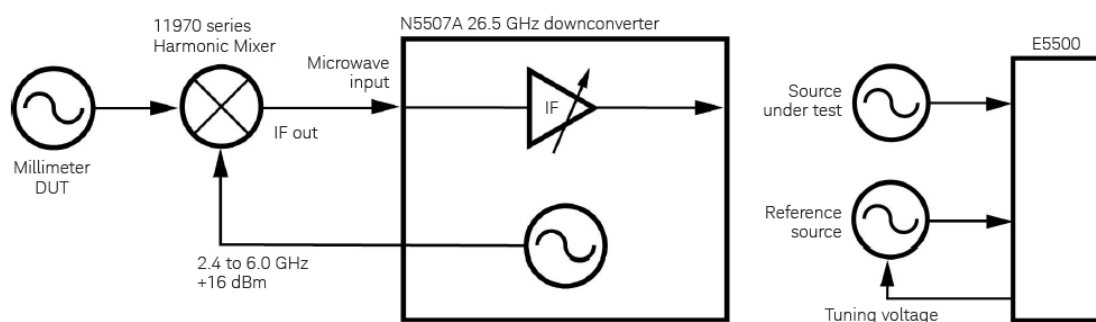 11970 series
Harmonic Mixer
N5507A 26.5 GHz downconverter
Microwave
input
IF
IF out
Millimeter
DUT
2.4 to 6.0 GHz
+16 dBm
E5500
Source
under test
Reference
source
Tuning voltage